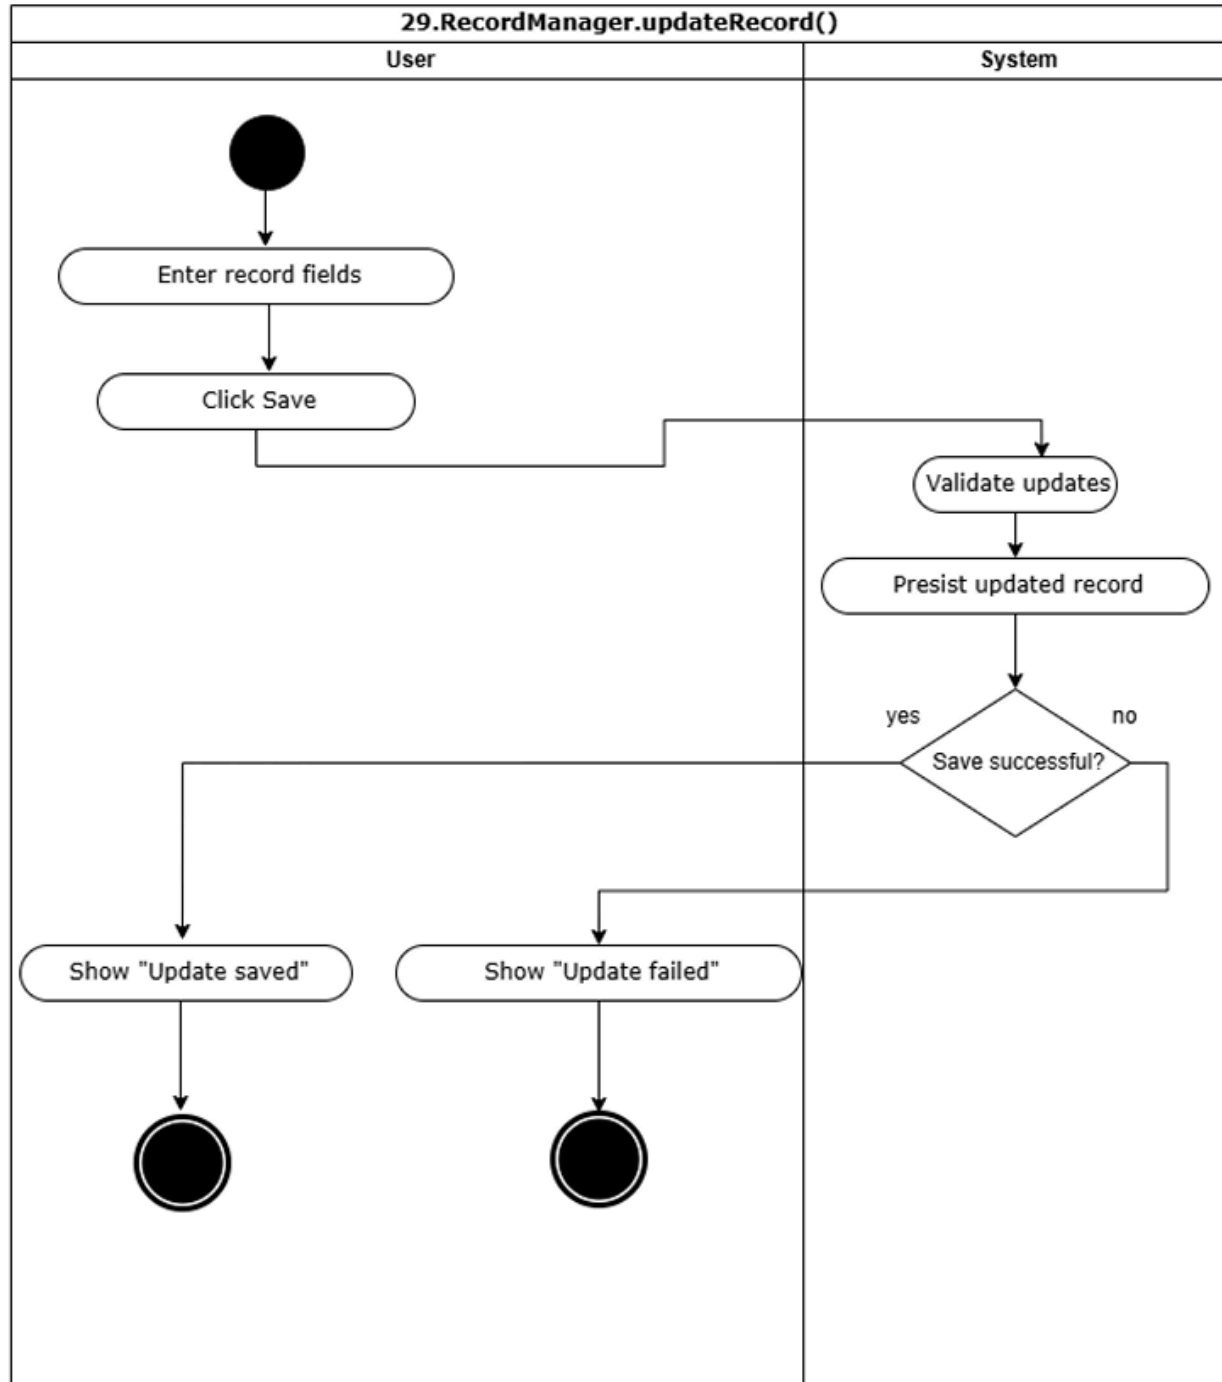 29.RecordManager.updateRecord()
User
System
Enter record fields
Click Save
Validate updates
Presist updated record
yes
no
Save successful?
Show "Update saved"
Show "Update failed"